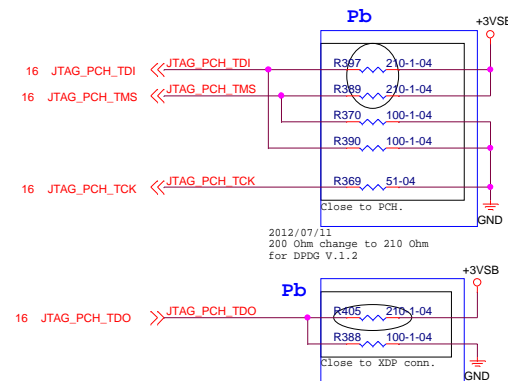 Pb
+3VSB
16 JTAG_PCH_TDI JTAG_PCH_TDI R397 210-1-04
16 JTAG_PCH_TMS JTAG_PCH_TMS R389 210-1-04
R370 100-1-04
R390 100-1-04
16 JTAG_PCH_TCK JTAG_PCH_TCK R369 51-04
Close to PCH.
GND
2012/07/11
200 Ohm change to 210 Ohm
for DPDG V.1.2
+3VSB
Pb
16 JTAG_PCH_TDO JTAG_PCH_TDO R405 210-1-04
R388 100-1-04
Close to XDP conn.
GND